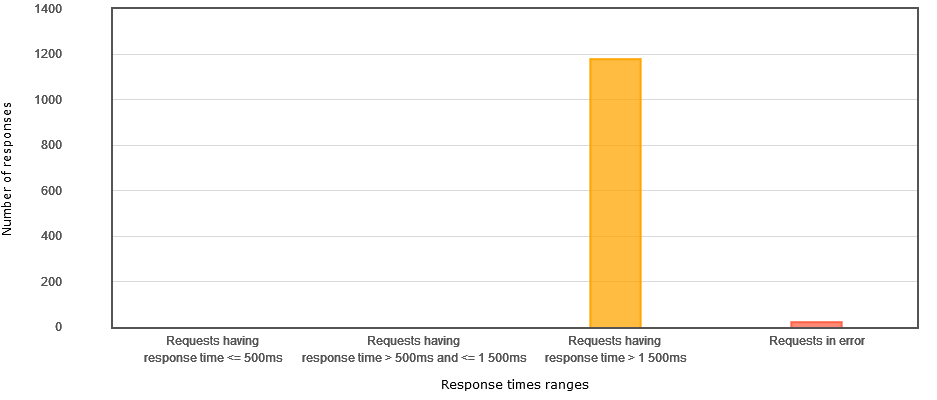 1400
1200
1000
800
600
400
200
0
Number of responses
Requests having
response time <= 500ms
Requests having
response time > 500ms and <= 1 500ms
Requests having
response time > 1 500ms
Requests in error
Response times ranges